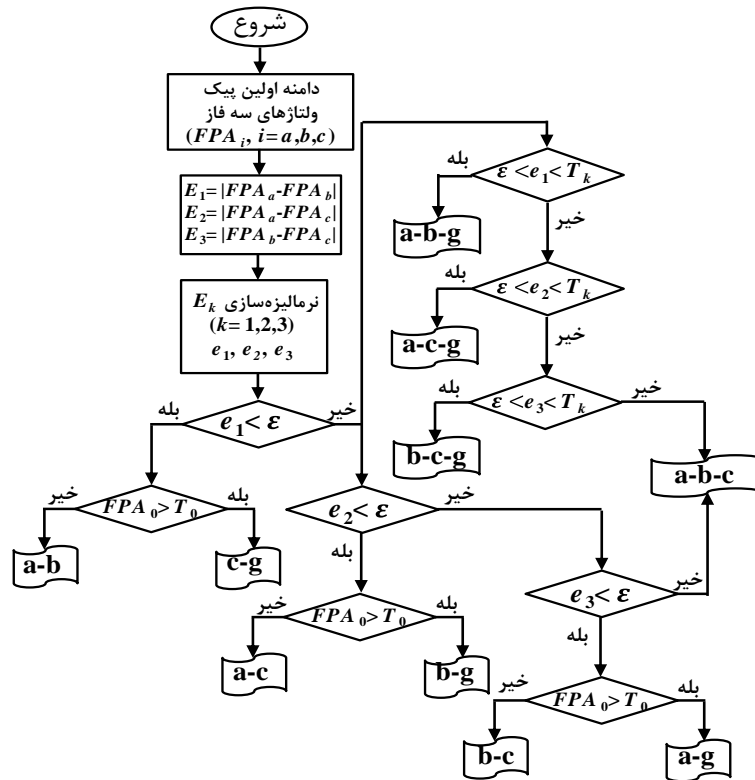 شروع
دامنه اولین پیک
ولتاژهای سه فاز
(FPA_i, i=a,b,c)
E_1=|FPA_a-FPA_b|
E_2=|FPA_a-FPA_c|
E_3=|FPA_b-FPA_c|
نرمالیزه‌سازی E_k
(k= 1,2,3)
e_1, e_2, e_3
بله
e_1< ε
خیر
خیر
FPA_0>T_0
بله
a-b
c-g
e_2< ε
خیر
بله
خیر
FPA_0>T_0
بله
a-c
b-g
e_3< ε
خیر
بله
خیر
FPA_0>T_0
بله
b-c
a-g
بله
ε <e_1<T_k
a-b-g
خیر
بله
ε <e_2<T_k
a-c-g
خیر
بله
ε <e_3<T_k
خیر
b-c-g
a-b-c